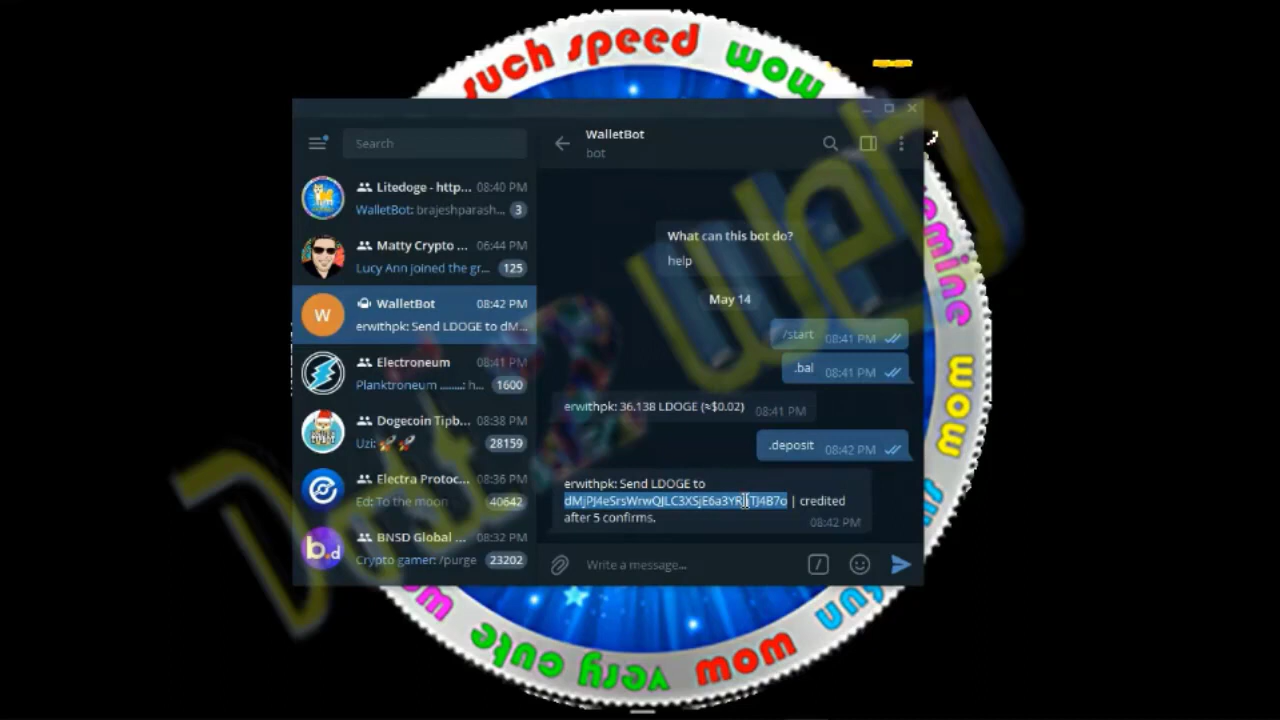 such speed wow
Search
Litedoge - http... 08:40 PM
WalletBot: brajeshparash... 3
Matty Crypto ... 06:44 PM
Lucy Ann joined the gr... 125
W
WalletBot 08:42 PM
erwithpk: Send LDOGE to dM...
Electroneum 08:41 PM
Planktroneum ........: h... 1600
Dogecoin Tipb... 08:38 PM
Uzi: 🚀🚀 28159
Electra Protoc... 08:36 PM
Ed: To the moon 40642
b.d
BNSD Global ... 08:32 PM
Crypto gamer: /purge 23202
WalletBot
bot
What can this bot do?
help
May 14
/start 08:41 PM
.bal 08:41 PM
erwithpk: 36.138 LDOGE (≈$0.02) 08:41 PM
.deposit 08:42 PM
erwithpk: Send LDOGE to
| credited
after 5 confirms.
08:42 PM
Write a message...
wow
fun
wow
very cute